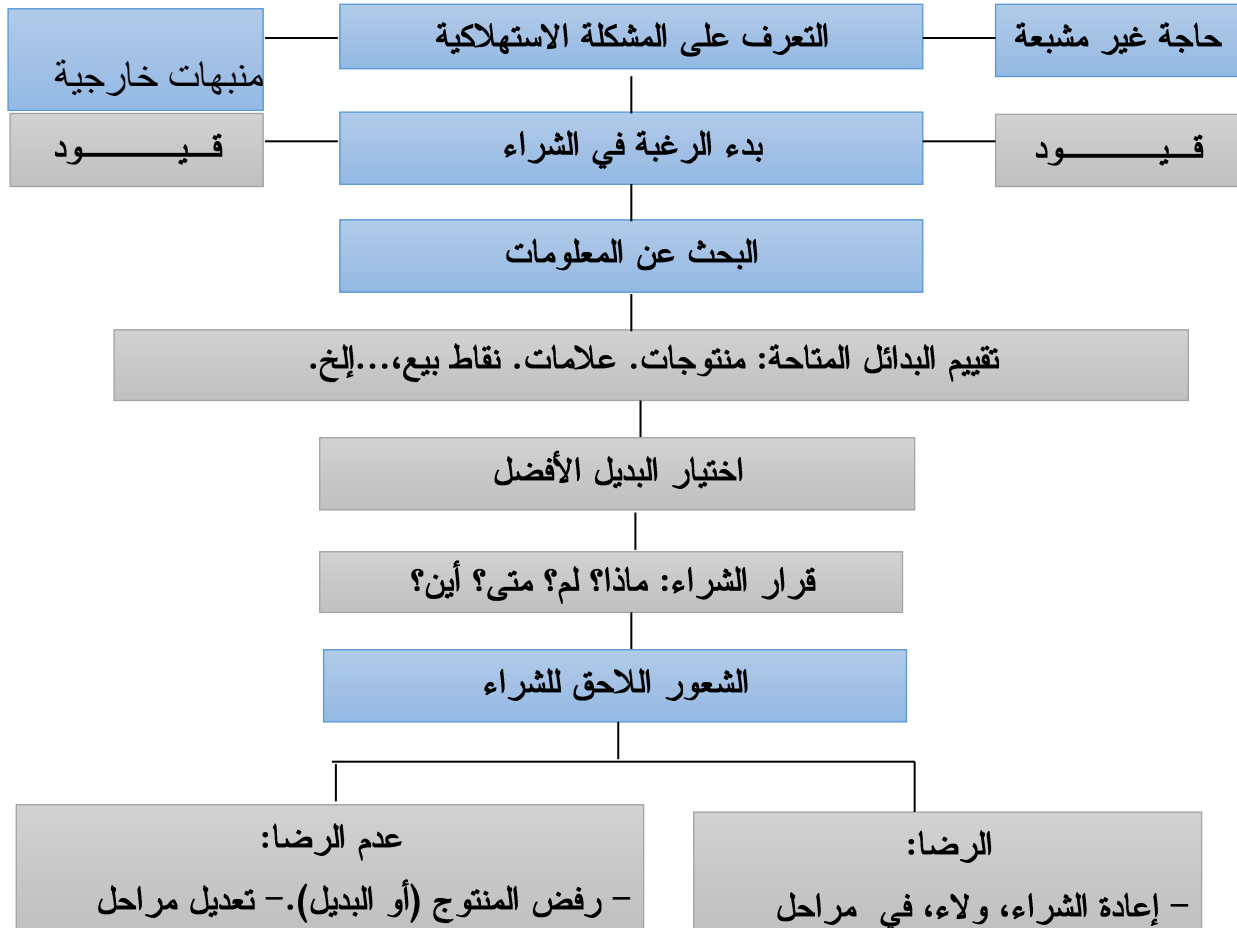 حاجة غير مشبعة
التعرف على المشكلة الاستهلاكية
منبهات خارجية
قــيــــــــود
بدء الرغبة في الشراء
قــيــــــــود
البحث عن المعلومات
تقييم البدائل المتاحة: منتوجات. علامات. نقاط بيع،...إلخ.
اختيار البديل الأفضل
قرار الشراء: ماذا؟ لم؟ متى؟ أين؟
الشعور اللاحق للشراء
الرضا:
- إعادة الشراء، ولاء، في مراحل
عدم الرضا:
- رفض المنتوج (أو البديل).- تعديل مراحل